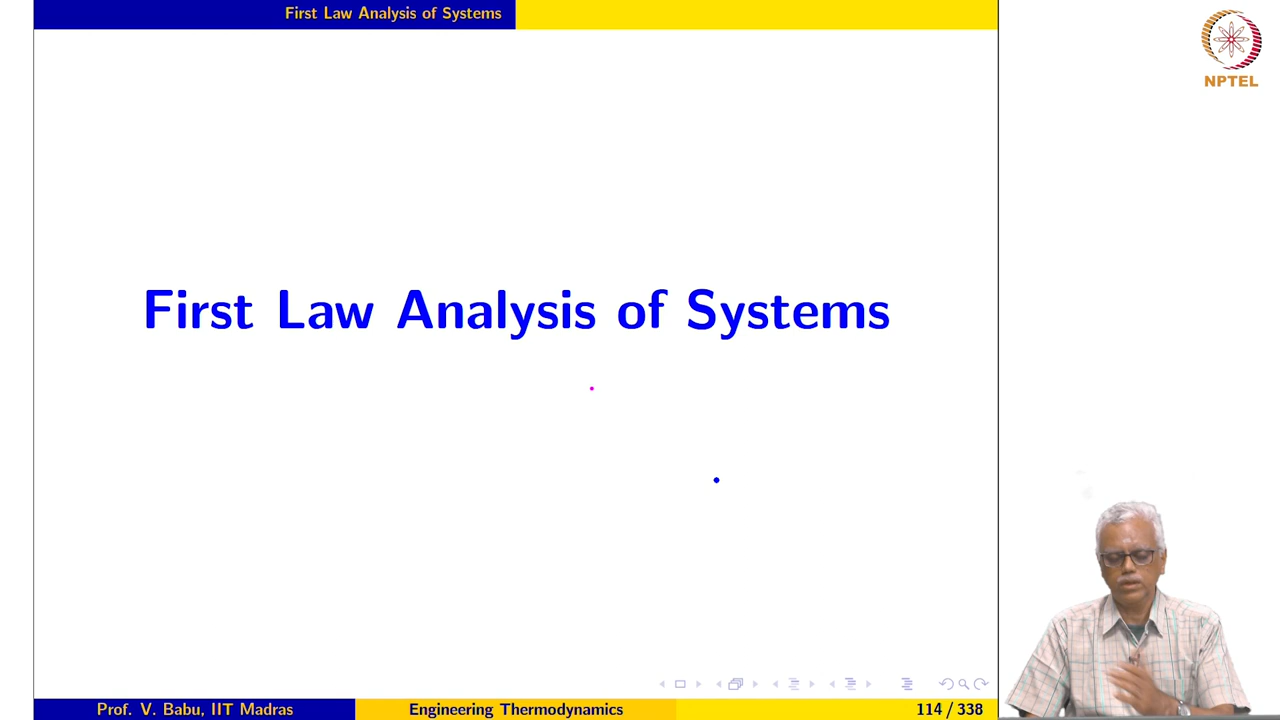 First Law Analysis of Systems
NPTEL
First Law Analysis of Systems
Prof. V. Babu, IIT Madras
Engineering Thermodynamics
114 / 338